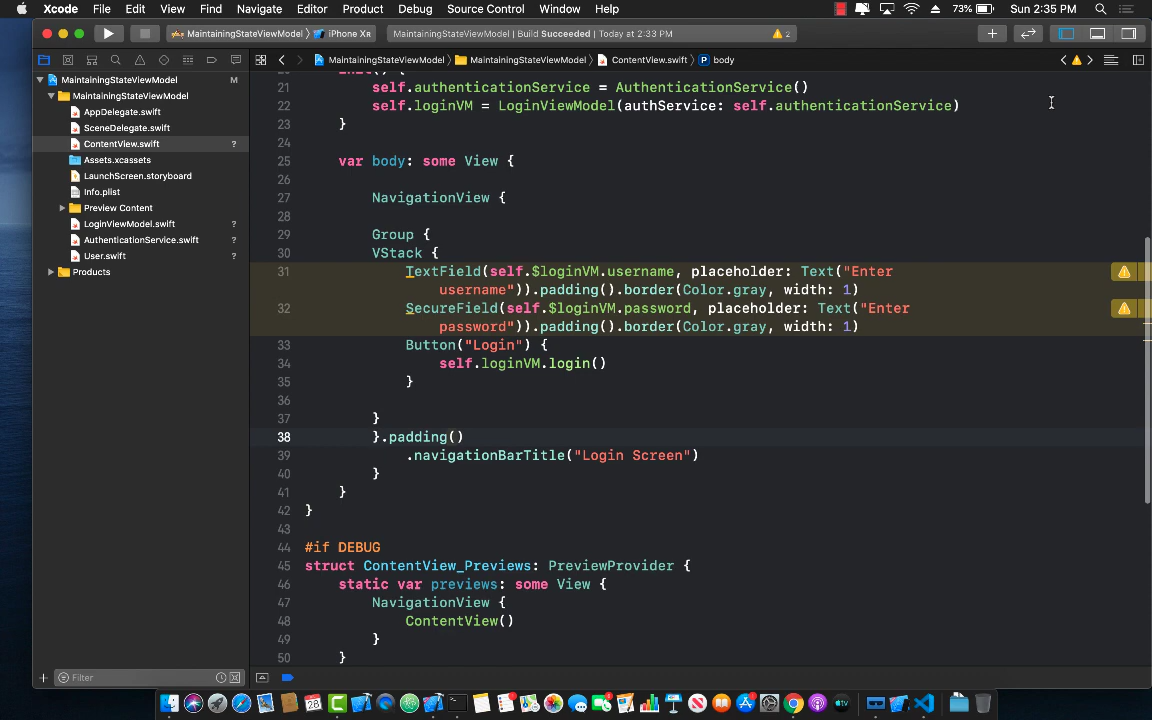 Xcode File Edit View Find Navigate Editor Product Debug Source Control Window Help 73% Sun 2:35 PM
MaintainingStateViewModel iPhone Xʀ MaintainingStateViewModel | Build Succeeded | Today at 2:33 PM 2
MaintainingStateViewModel MaintainingStateViewModel ContentView.swift P body
MaintainingStateViewModel M
MaintainingStateViewModel
AppDelegate.swift
SceneDelegate.swift
ContentView.swift ?
Assets.xcassets
LaunchScreen.storyboard
Info.plist
Preview Content
LoginViewModel.swift ?
AuthenticationService.swift ?
User.swift ?
Products
Filter
20 init() {
21 self.authenticationService = AuthenticationService()
22 self.loginVM = LoginViewModel(authService: self.authenticationService)
23 }
24
25 var body: some View {
26
27 NavigationView {
28
29 Group {
30 VStack {
31 TextField(self.$loginVM.username, placeholder: Text("Enter
username")).padding().border(Color.gray, width: 1)
32 SecureField(self.$loginVM.password, placeholder: Text("Enter
password")).padding().border(Color.gray, width: 1)
33 Button("Login") {
34 self.loginVM.login()
35 }
36
37 }
38 }.padding()
39 .navigationBarTitle("Login Screen")
40 }
41 }
42 }
43
44 #if DEBUG
45 struct ContentView_Previews: PreviewProvider {
46 static var previews: some View {
47 NavigationView {
48 ContentView()
49 }
50 }